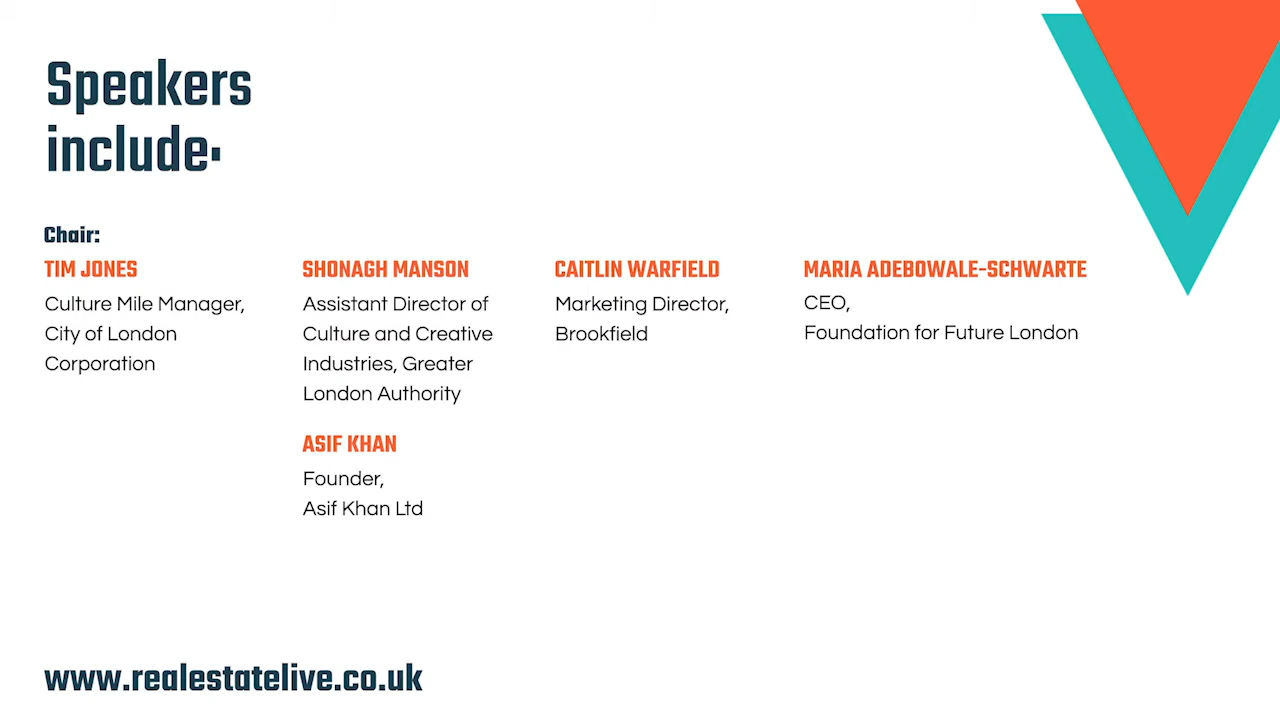 Speakers
include·
Chair:
TIM JONES
Culture Mile Manager,
City of London
Corporation
SHONAGH MANSON
Assistant Director of
Culture and Creative
Industries, Greater
London Authority
ASIF KHAN
Founder,
Asif Khan Ltd
CAITLIN WARFIELD
Marketing Director,
Brookfield
MARIA ADEBOWALE-SCHWARTE
CEO,
Foundation for Future London
www.realestatelive.co.uk